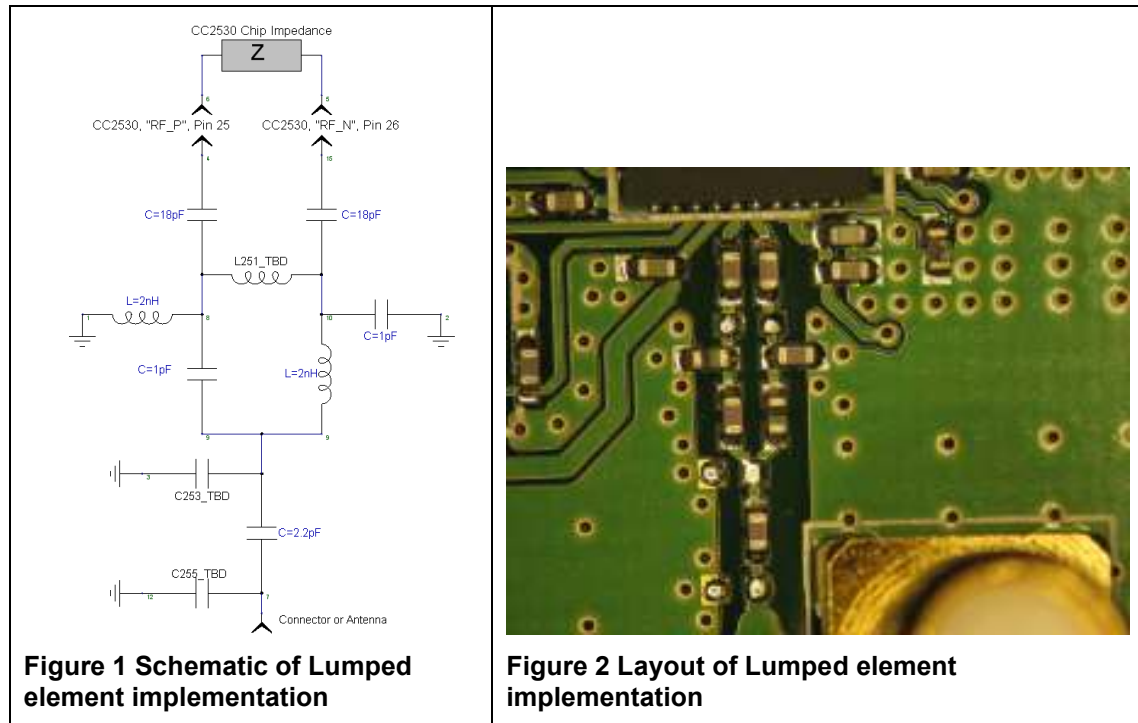 CC2530 Chip Impedance
Z
6
5
CC2530, "RF_P", Pin 25
CC2530, "RF_N", Pin 26
4
15
C=18pF
C=18pF
L251_TBD
L=2nH
1
8
10
2
C=1pF
C=1pF
L=2nH
9
9
3
C253_TBD
C=2.2pF
C255_TBD
12
7
Connector or Antenna
Figure 1 Schematic of Lumped
element implementation
Figure 2 Layout of Lumped element
implementation